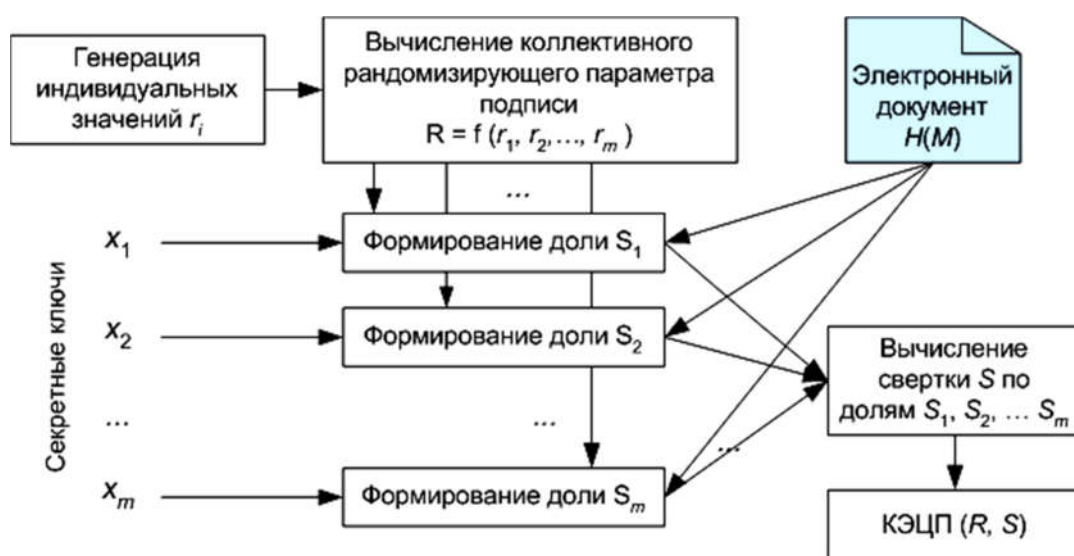 Генерация
индивидуальных
значений r_i
Вычисление коллективного
рандомизирующего параметра
подписи
R = f (r_1, r_2,…, r_m )
Электронный
документ
H(M)
...
Секретные ключи
x_1
Формирование доли S_1
x_2
Формирование доли S_2
...
...
...
x_m
Формирование доли S_m
Вычисление
свертки S по
долям S_1, S_2, … S_m
КЭЦП (R, S)